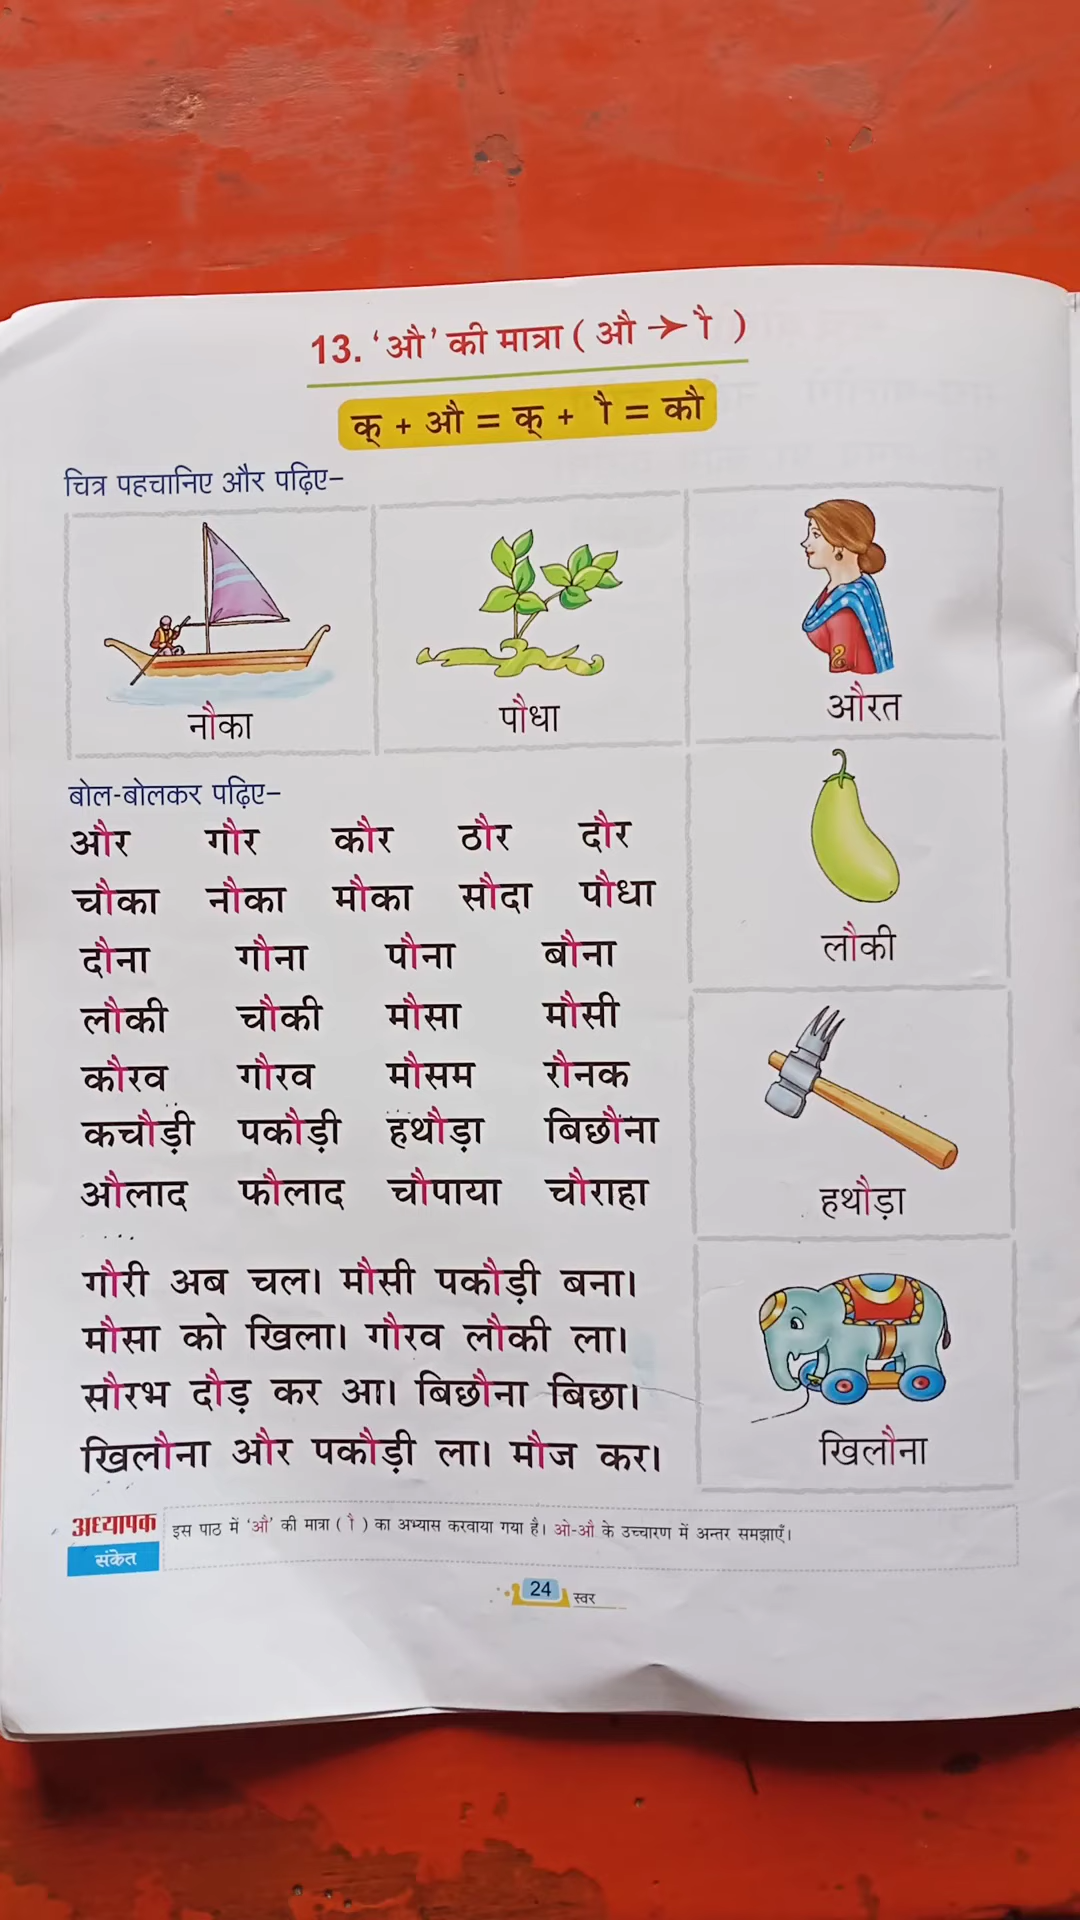 13. ‘औ’ की मात्रा ( औ → ौ )
क् + औ = क् + ौ = कौ
चित्र पहचानिए और पढ़िए–
नौका पौधा औरत
बोल-बोलकर पढ़िए–
और गौर कौर ठौर दौर
चौका नौका मौका सौदा पौधा
दौना गौना पौना बौना
लौकी
लौकी चौकी मौसा मौसी
कौरव गौरव मौसम रौनक
कचौड़ी पकौड़ी हथौड़ा बिछौना
औलाद फौलाद चौपाया चौराहा
हथौड़ा
गौरी अब चल। मौसी पकौड़ी बना।
मौसा को खिला। गौरव लौकी ला।
सौरभ दौड़ कर आ। बिछौना बिछा।
खिलौना और पकौड़ी ला। मौज कर।
खिलौना
अध्यापक
संकेत
इस पाठ में ‘औ’ की मात्रा ( ौ ) का अभ्यास करवाया गया है। ओ-औ के उच्चारण में अन्तर समझाएँ।
24 स्वर